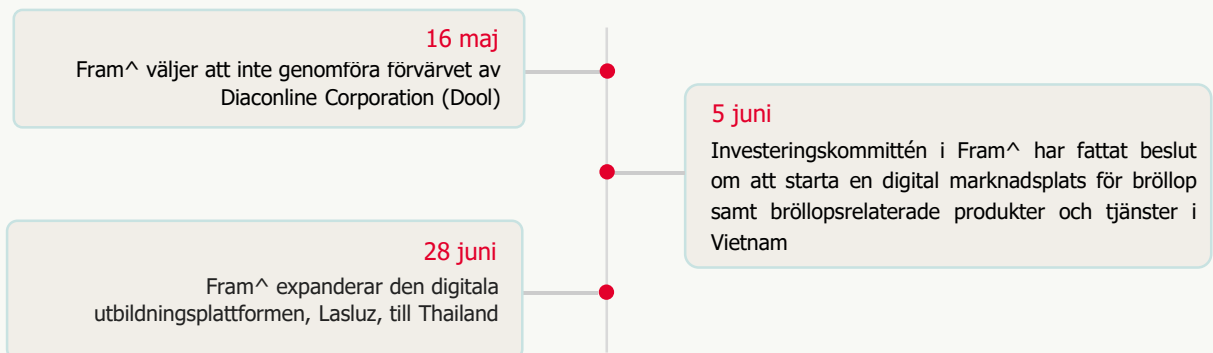 16 maj
Fram^ väljer att inte genomföra förvärvet av
Diaconline Corporation (Dool)
5 juni
Investeringskommittén i Fram^ har fattat beslut
om att starta en digital marknadsplats för bröllop
samt bröllopsrelaterade produkter och tjänster i
Vietnam
28 juni
Fram^ expanderar den digitala
utbildningsplattformen, Lasluz, till Thailand